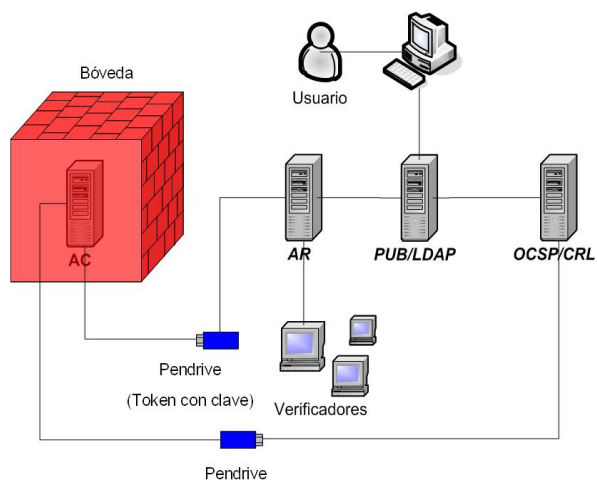 Bóveda
Usuario
AC
AR
PUB/LDAP
OCSP/CRL
Pendrive
(Token con clave)
Verificadores
Pendrive